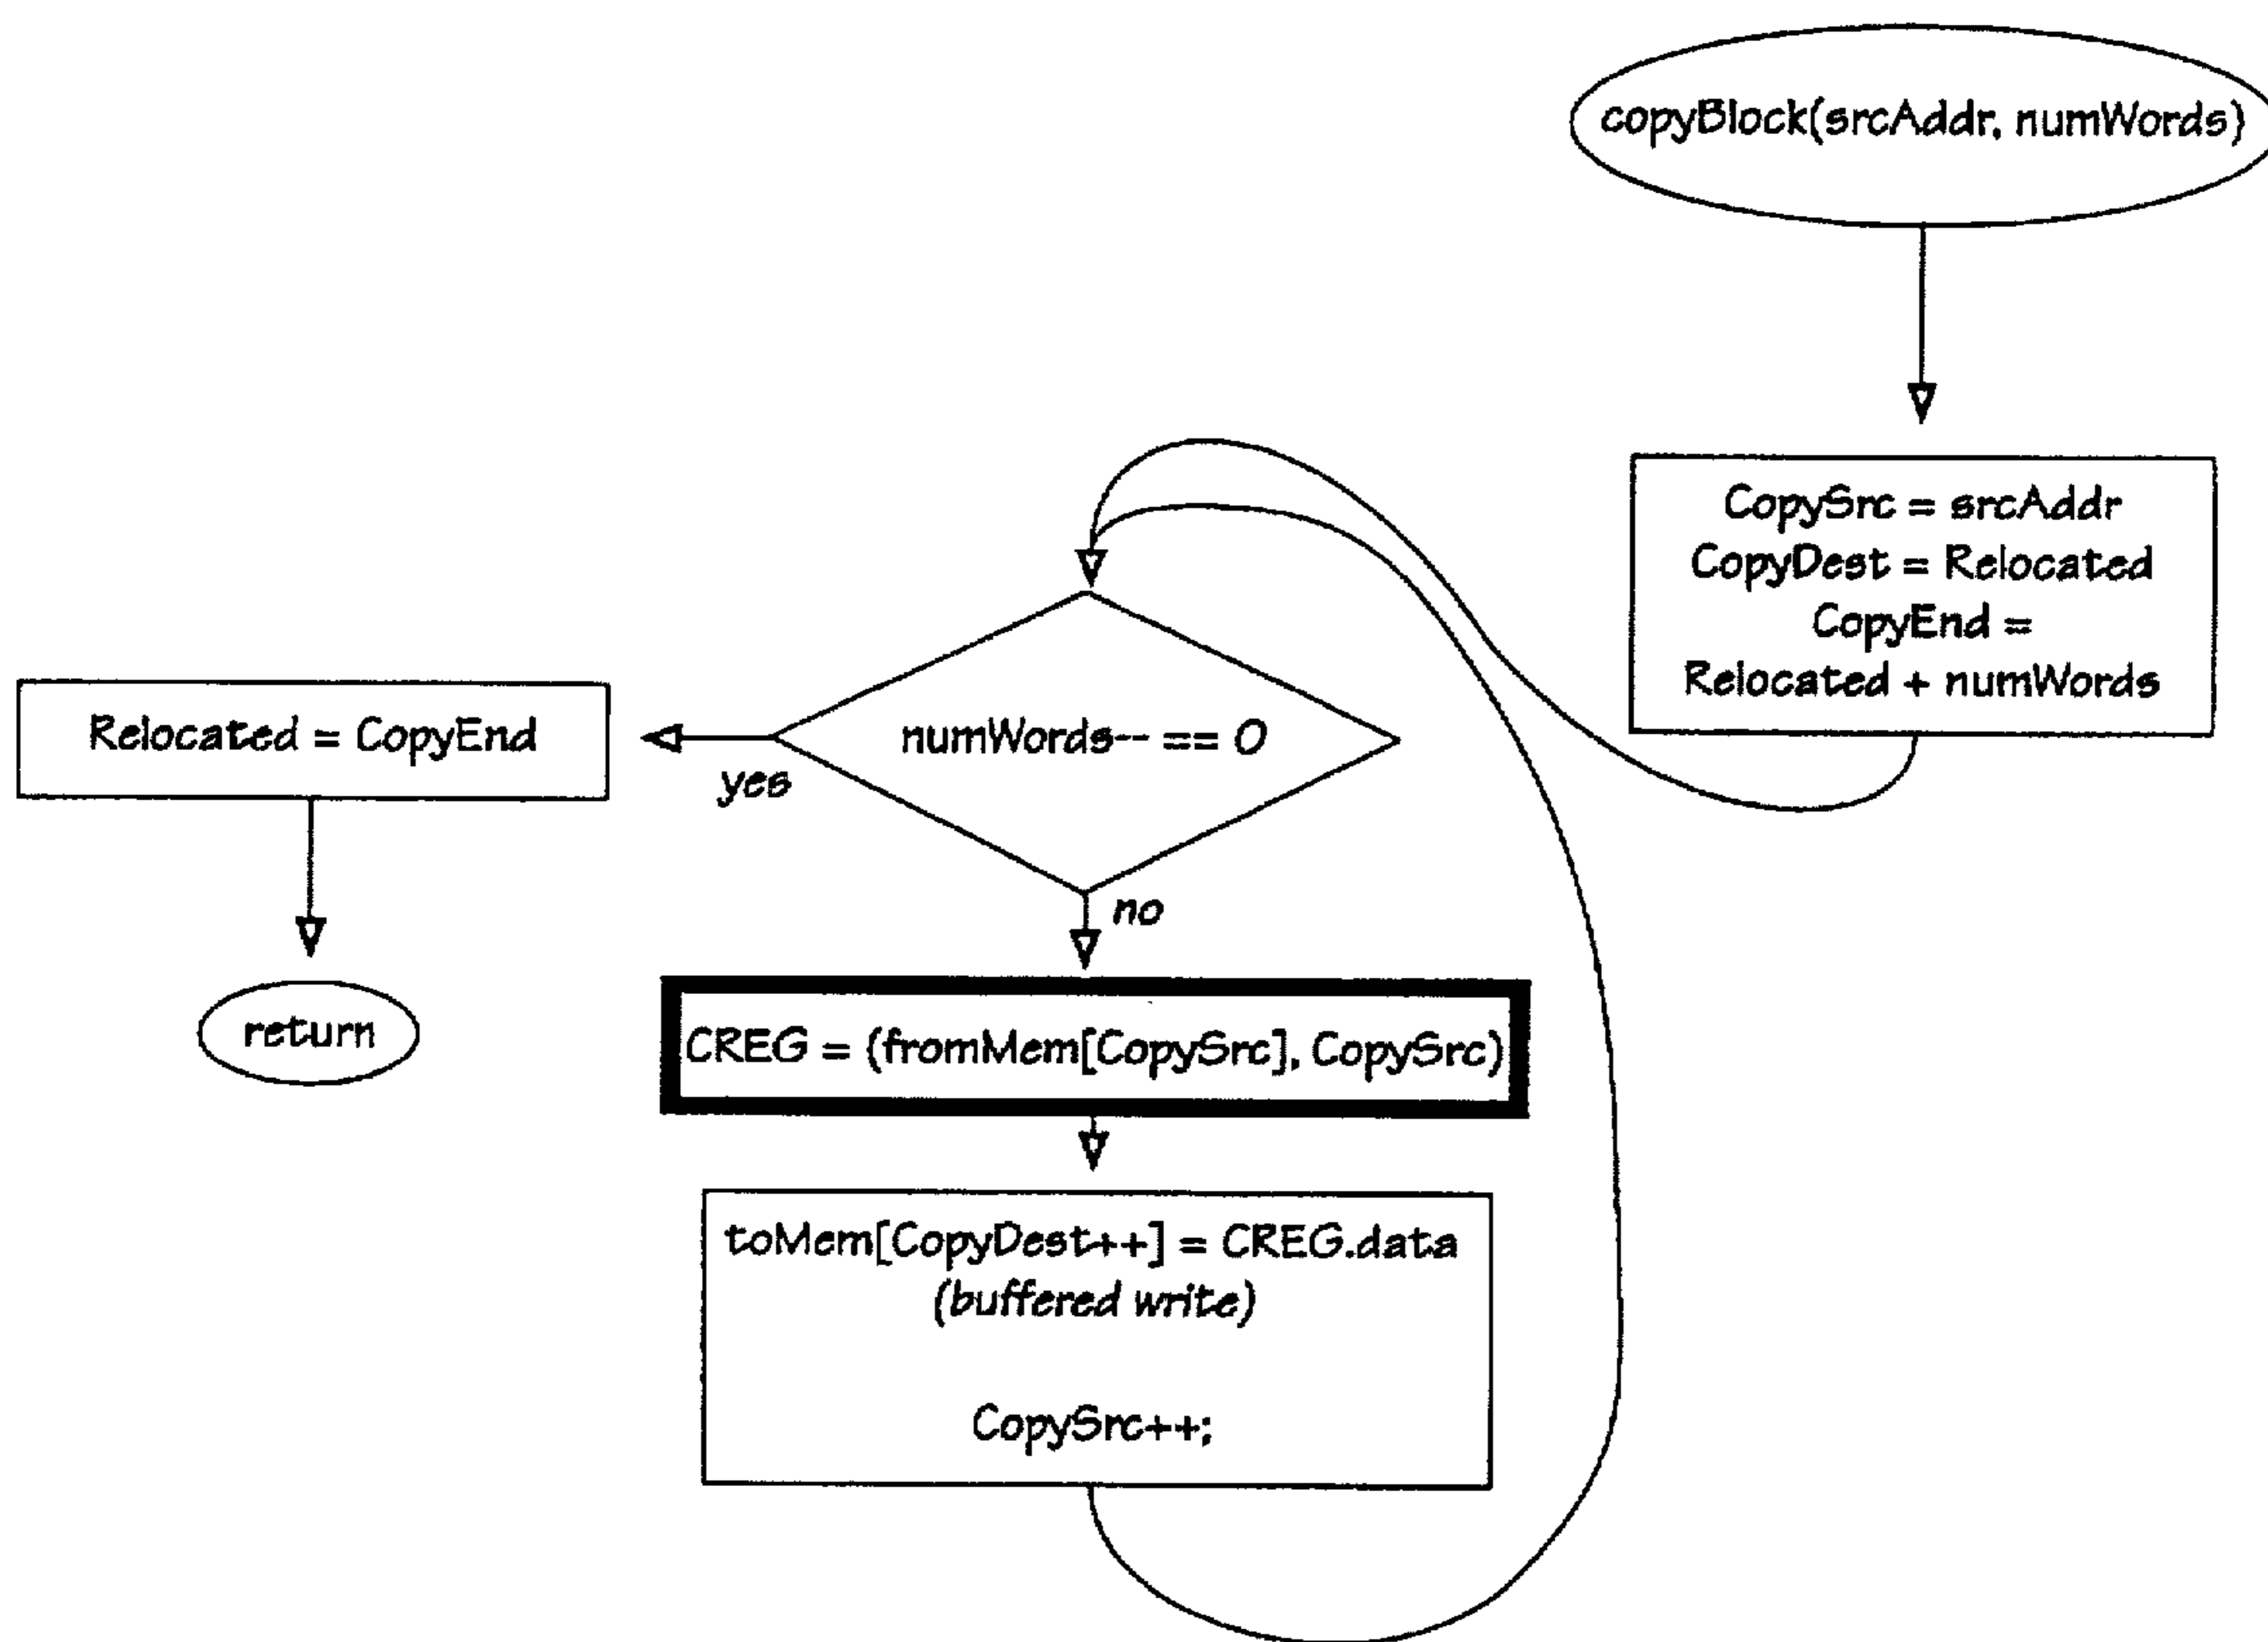 copyBlock(srcAddr, numWords)
CopySrc = srcAddr
CopyDest = Relocated
CopyEnd =
Relocated + numWords
numWords-- == 0
yes
no
Relocated = CopyEnd
return
CREG = (fromMem[CopySrc], CopySrc)
toMem[CopyDest++] = CREG.data
(buffered write)
CopySrc++;